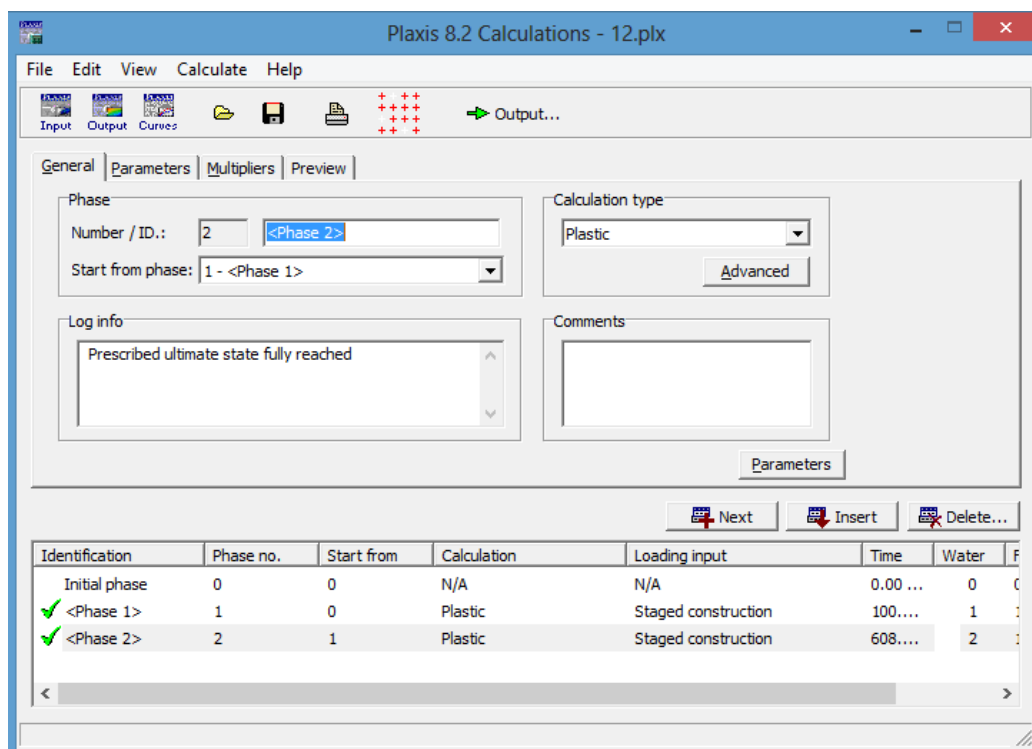 Plaxis 8.2 Calculations - 12.plx
File Edit View Calculate Help
PLAXIS PLAXIS PLAXIS
Input Output Curves Output...
General Parameters Multipliers Preview
Phase
Number / ID.: 2 <Phase 2>
Start from phase: 1 - <Phase 1>
Calculation type
Plastic
Advanced
Log info
Prescribed ultimate state fully reached
Comments
Parameters
Next Insert Delete...
Identification Phase no. Start from Calculation Loading input Time Water
Initial phase 0 0 N/A N/A 0.00 ... 0
<Phase 1> 1 0 Plastic Staged construction 100.... 1
<Phase 2> 2 1 Plastic Staged construction 608.... 2